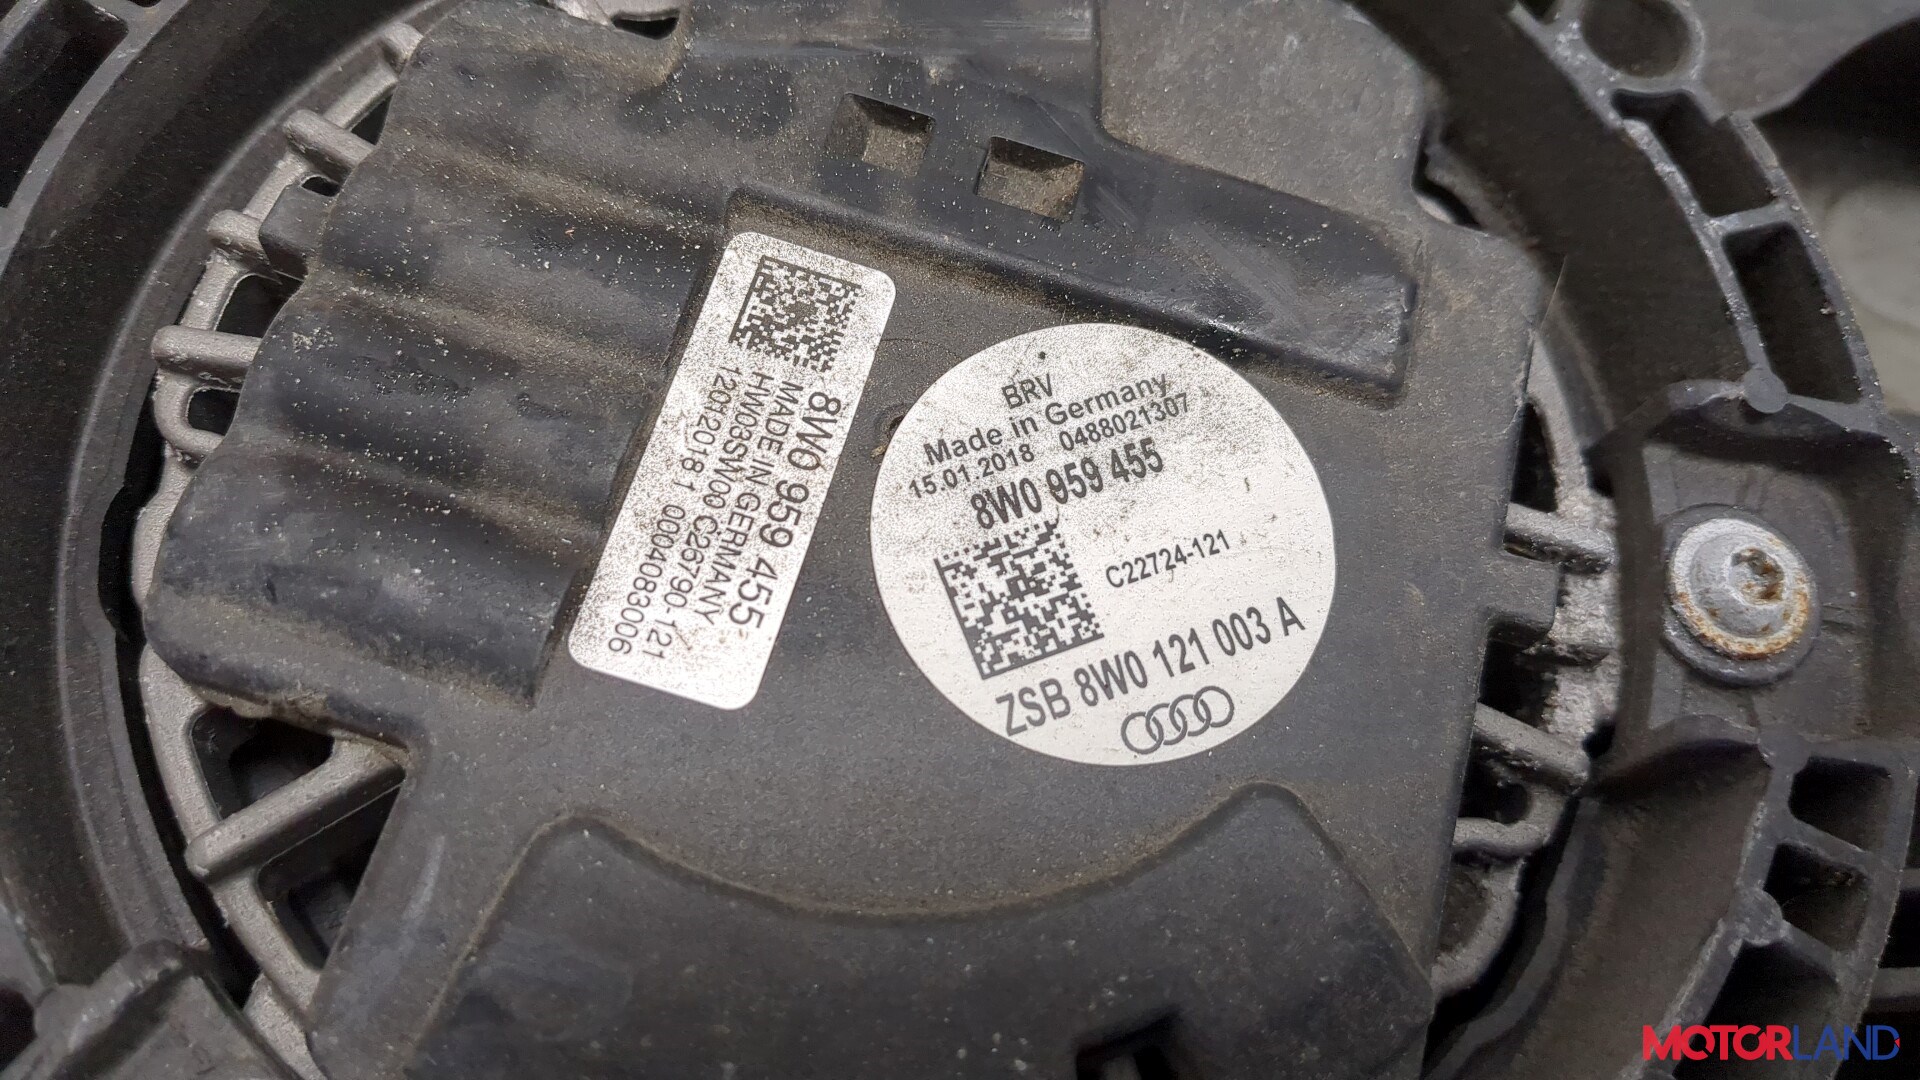 8W0 959 455
MADE IN GERMANY
HW03SW00 C26790-121
12012018 1 0004083006
BRV
Made in Germany
15.01.2018 0488021307
8W0 959 455
C22724-121
ZSB 8W0 121 003 A
MOTORLAND